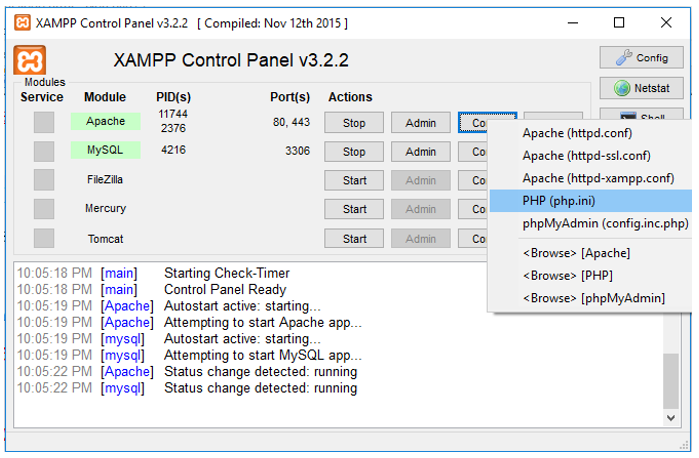 XAMPP Control Panel v3.2.2 [ Compiled: Nov 12th 2015 ]
XAMPP Control Panel v3.2.2
Config
Modules
Service Module PID(s) Port(s) Actions
Netstat
Apache 11744 2376 80, 443 Stop Admin Co
Shell
MySQL 4216 3306 Stop Admin Co
FileZilla Start Admin Co
Mercury Start Admin Co
Tomcat Start Admin Co
Apache (httpd.conf)
Apache (httpd-ssl.conf)
Apache (httpd-xampp.conf)
PHP (php.ini)
phpMyAdmin (config.inc.php)
<Browse> [Apache]
<Browse> [PHP]
<Browse> [phpMyAdmin]
10:05:18 PM [main] Starting Check-Timer
10:05:18 PM [main] Control Panel Ready
10:05:19 PM [Apache] Autostart active: starting...
10:05:19 PM [Apache] Attempting to start Apache app...
10:05:19 PM [mysql] Autostart active: starting...
10:05:19 PM [mysql] Attempting to start MySQL app...
10:05:22 PM [Apache] Status change detected: running
10:05:22 PM [mysql] Status change detected: running